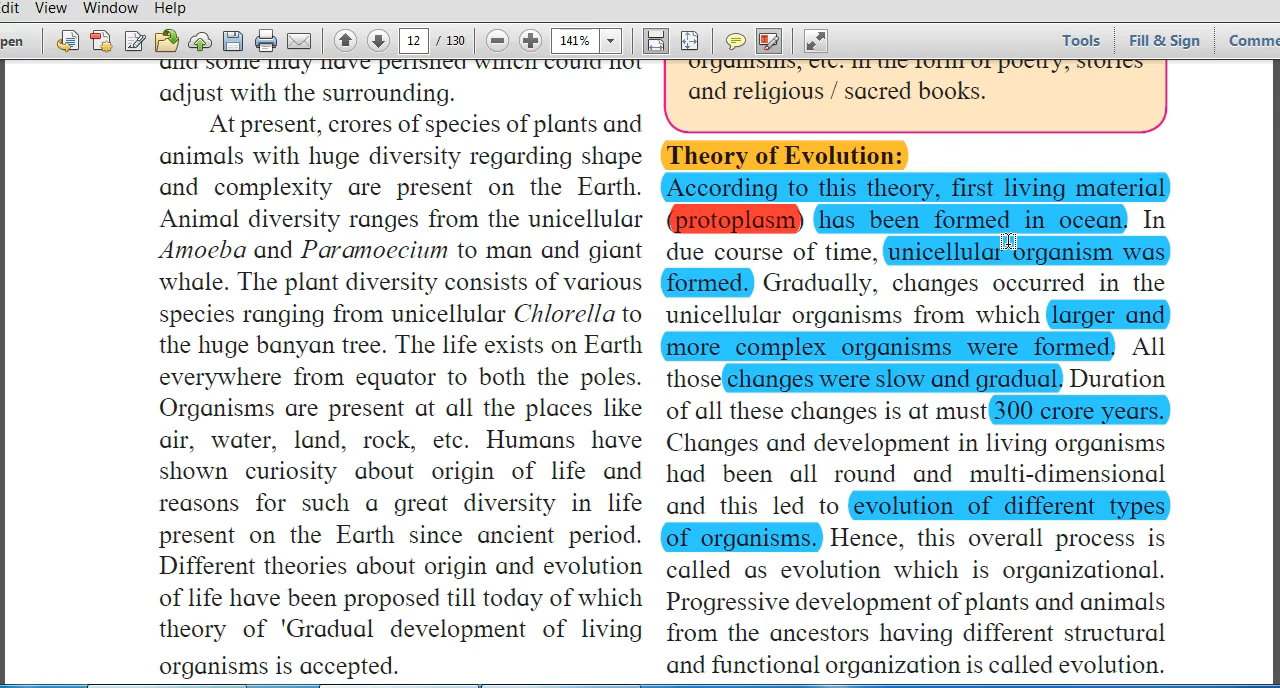 dit View Window Help
pen 12 / 130 141% Tools Fill & Sign Comme
and some may have perished which could not
adjust with the surrounding.
At present, crores of species of plants and
animals with huge diversity regarding shape
and complexity are present on the Earth.
Animal diversity ranges from the unicellular
Amoeba and Paramoecium to man and giant
whale. The plant diversity consists of various
species ranging from unicellular Chlorella to
the huge banyan tree. The life exists on Earth
everywhere from equator to both the poles.
Organisms are present at all the places like
air, water, land, rock, etc. Humans have
shown curiosity about origin of life and
reasons for such a great diversity in life
present on the Earth since ancient period.
Different theories about origin and evolution
of life have been proposed till today of which
theory of 'Gradual development of living
organisms is accepted.
organisms, etc. in the form of poetry, stories
and religious / sacred books.
Theory of Evolution:
According to this theory, first living material
(protoplasm) has been formed in ocean. In
due course of time, unicellular organism was
formed. Gradually, changes occurred in the
unicellular organisms from which larger and
more complex organisms were formed. All
those changes were slow and gradual. Duration
of all these changes is at must 300 crore years.
Changes and development in living organisms
had been all round and multi-dimensional
and this led to evolution of different types
of organisms. Hence, this overall process is
called as evolution which is organizational.
Progressive development of plants and animals
from the ancestors having different structural
and functional organization is called evolution.